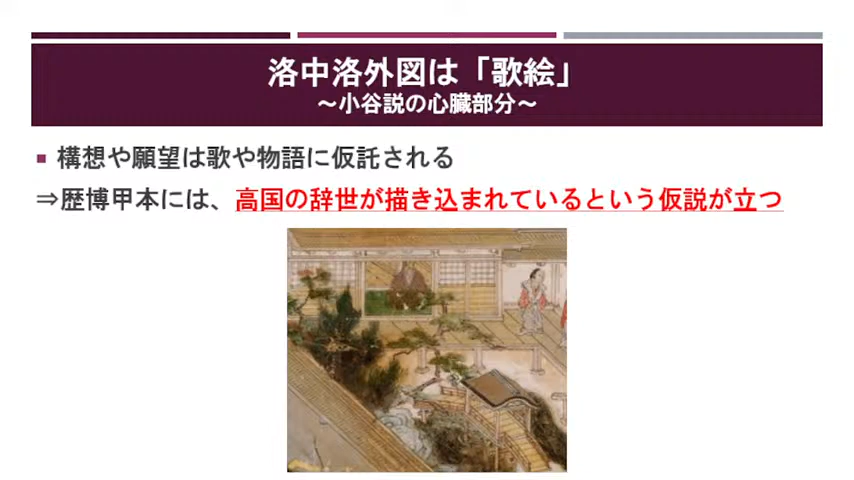 洛中洛外図は「歌絵」
～小谷説の心臓部分～
構想や願望は歌や物語に仮託される
⇒歴博甲本には、高国の辞世が描き込まれているという仮説が立つ